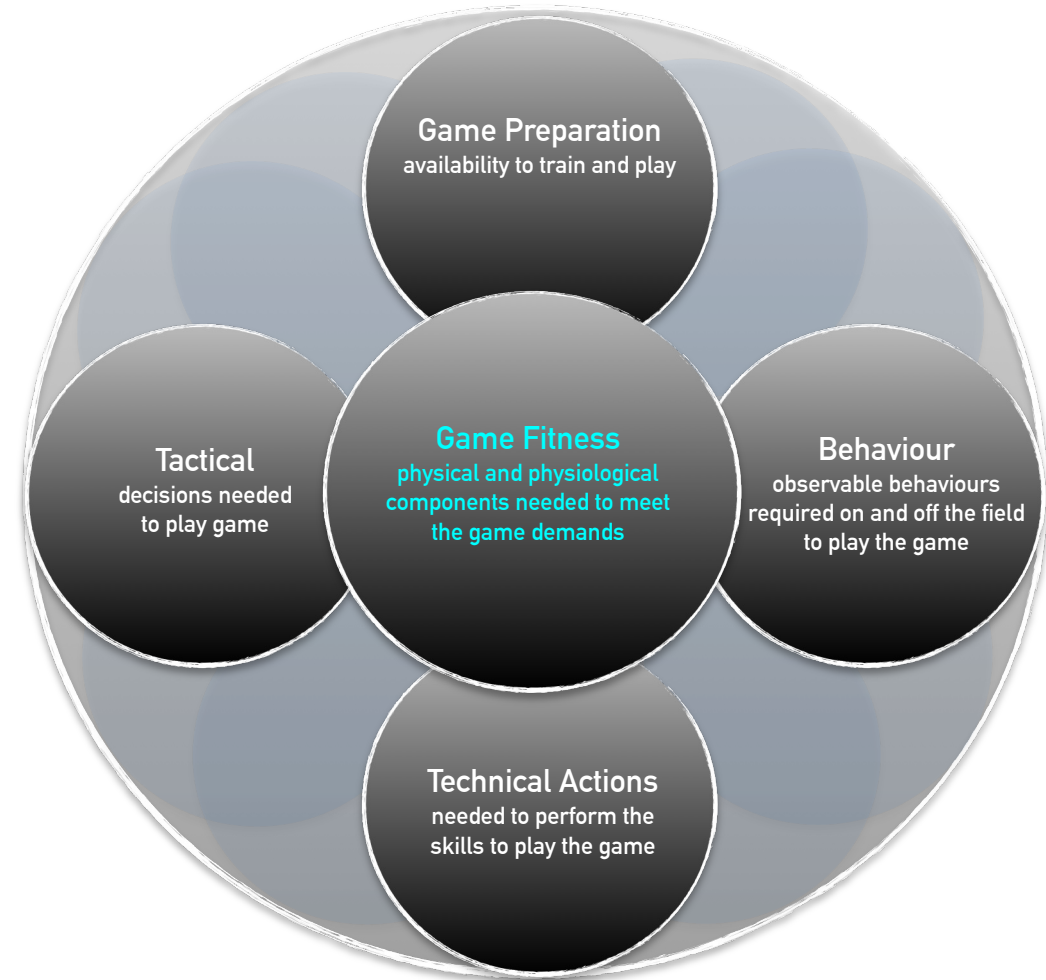 Game Preparation
availability to train and play
Tactical
decisions needed
to play game
Game Fitness
physical and physiological
components needed to meet
the game demands
Behaviour
observable behaviours
required on and off the field
to play the game
Technical Actions
needed to perform the
skills to play the game